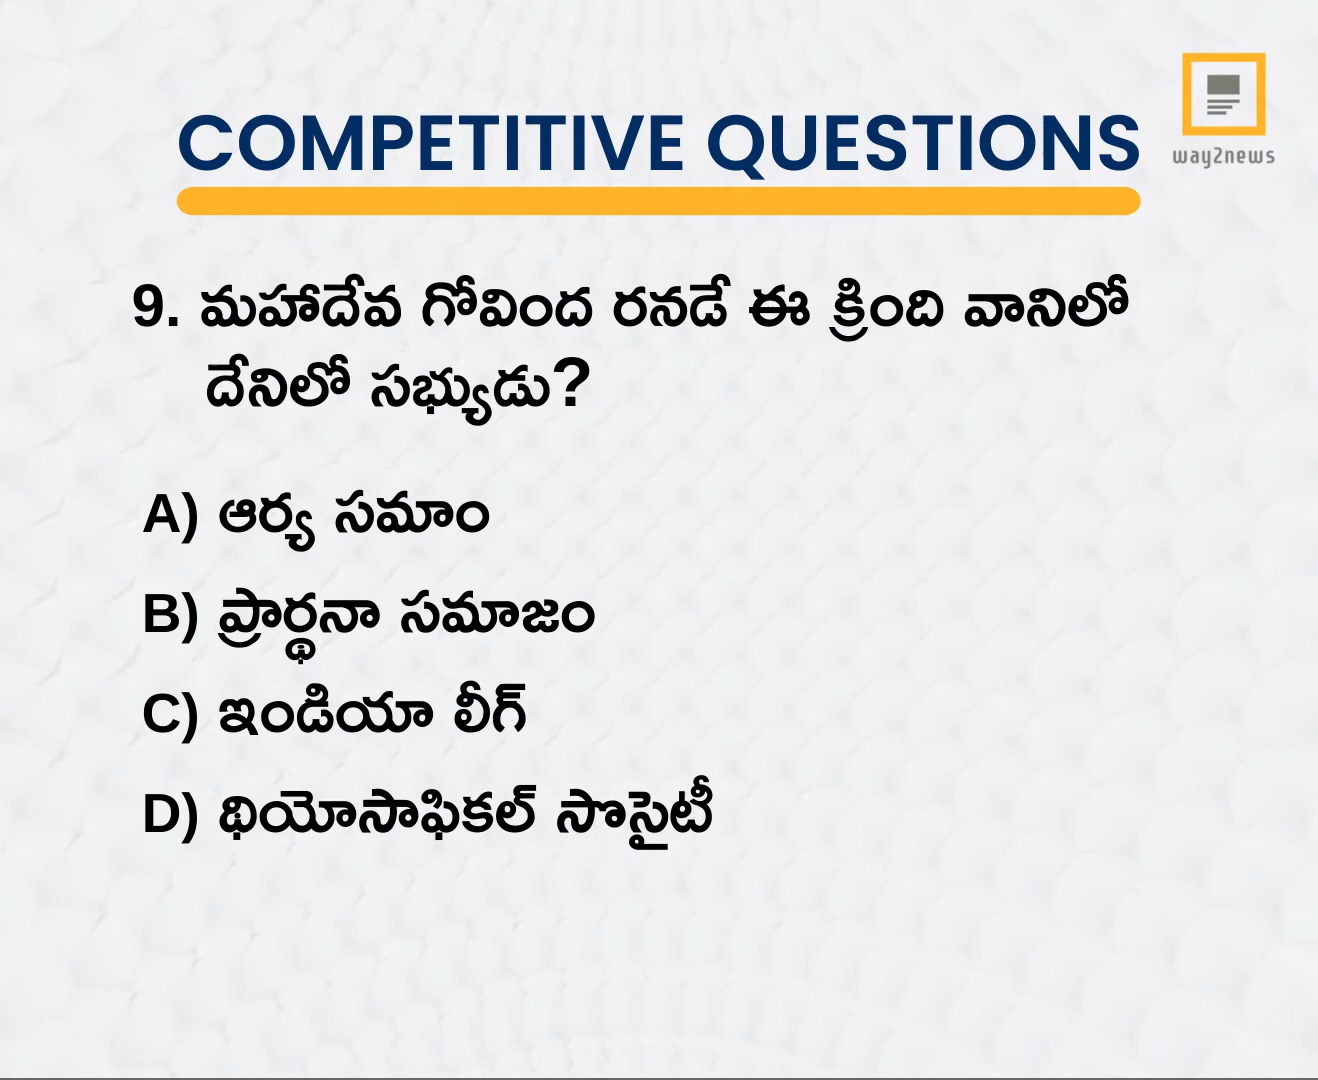 COMPETITIVE QUESTIONS
way2news
9. మహాదేవ గోవింద రనడే ఈ క్రింది వానిలో
దేనిలో సభ్యుడు?
A) ఆర్య సమాం
B) ప్రార్థనా సమాజం
C) ఇండియా లీగ్
D) థియోసాఫికల్ సొసైటీ